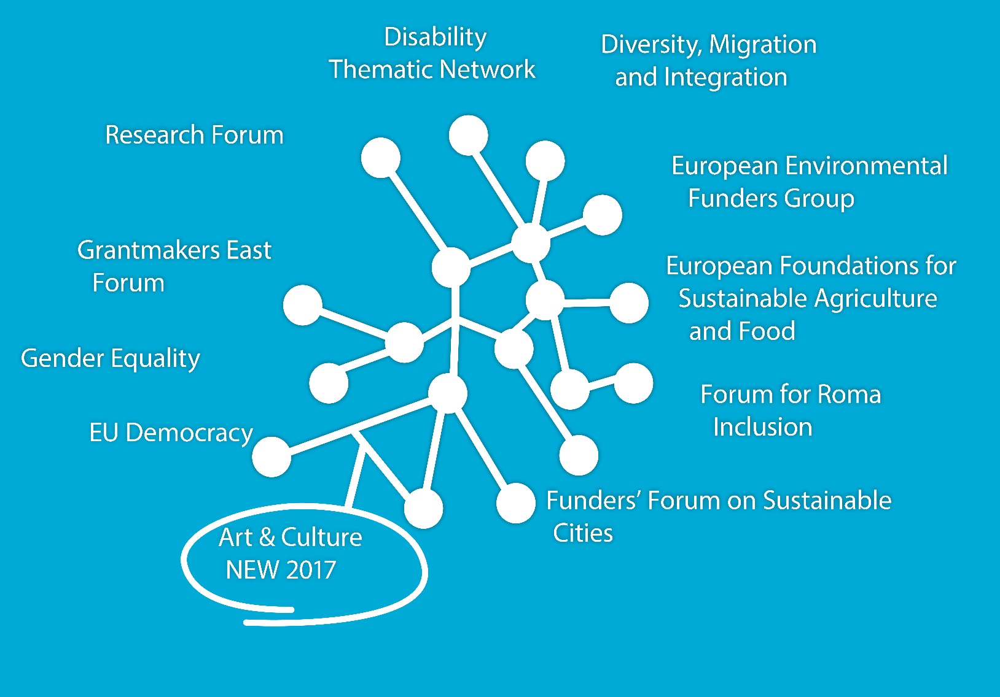 Disability
Thematic Network
Diversity, Migration
and Integration
Research Forum
European Environmental
Funders Group
Grantmakers East
Forum
European Foundations for
Sustainable Agriculture
and Food
Gender Equality
Forum for Roma
Inclusion
EU Democracy
Funders’ Forum on Sustainable
Cities
Art & Culture
NEW 2017